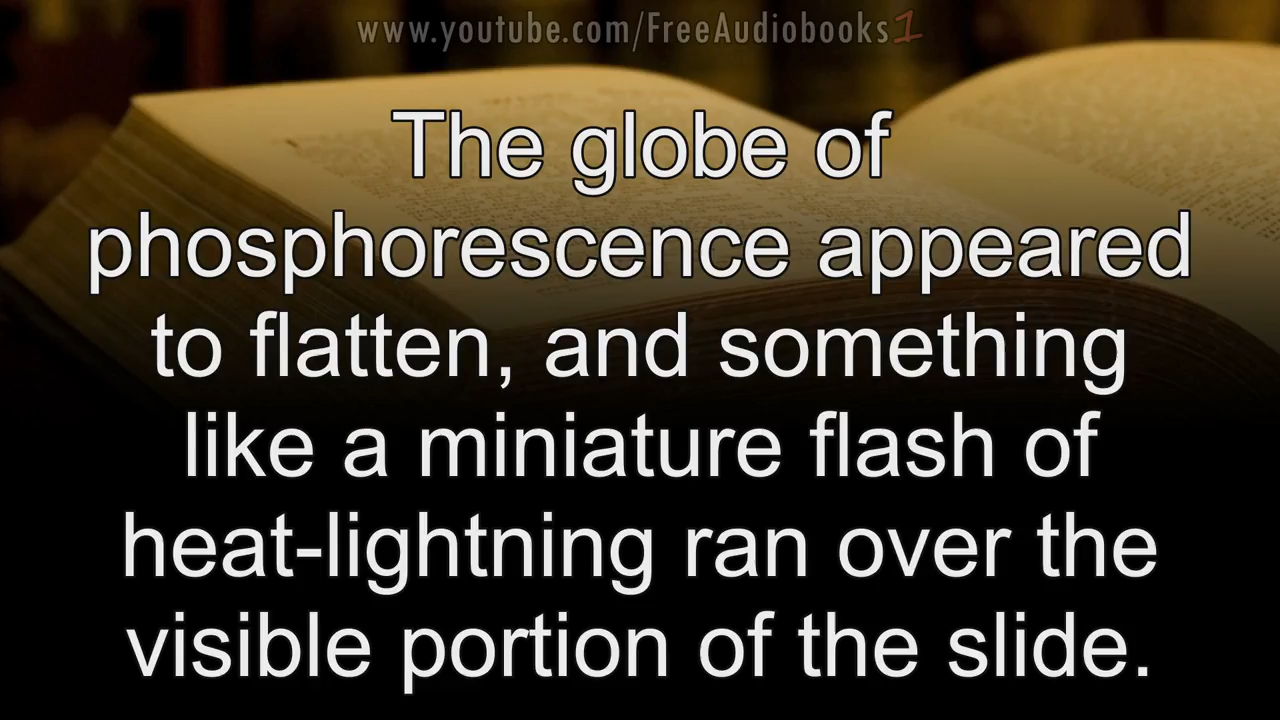 www.youtube.com/FreeAudiobooks1
The globe of
phosphorescence appeared
to flatten, and something
like a miniature flash of
heat-lightning ran over the
visible portion of the slide.